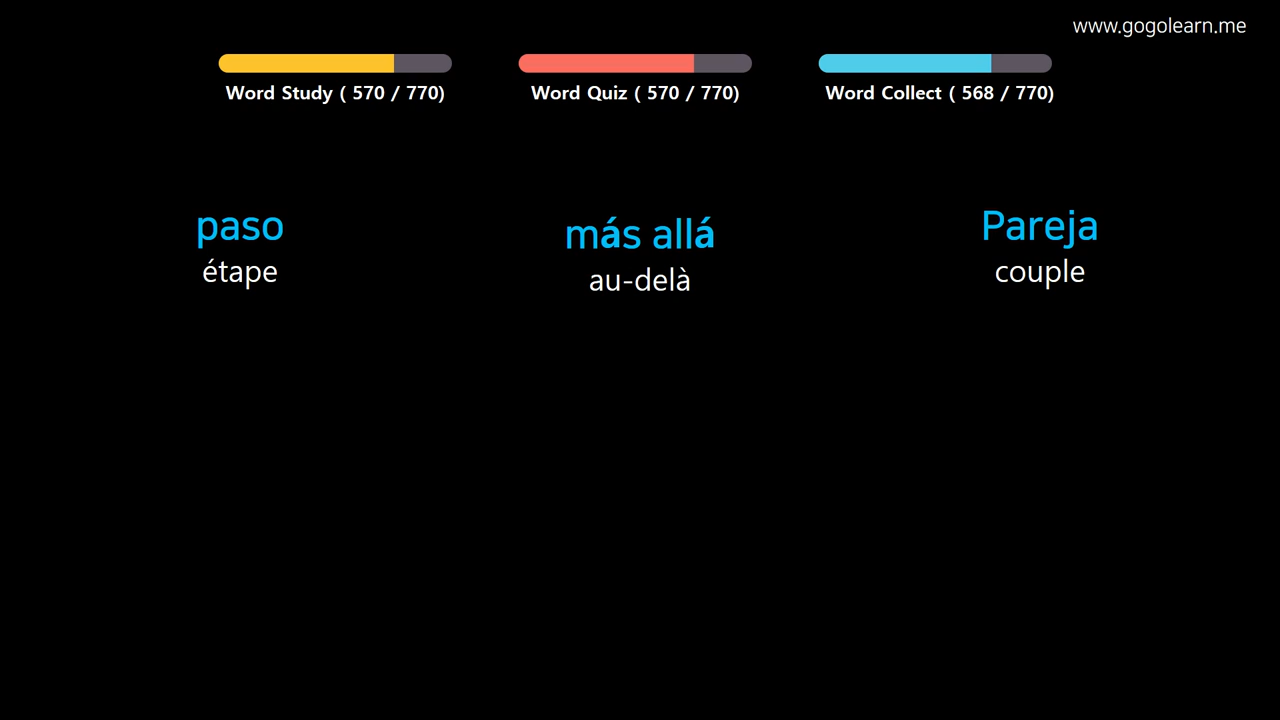 www.gogolearn.me
Word Study ( 570 / 770)
Word Quiz ( 570 / 770)
Word Collect ( 568 / 770)
paso
étape
más allá
au-delà
Pareja
couple